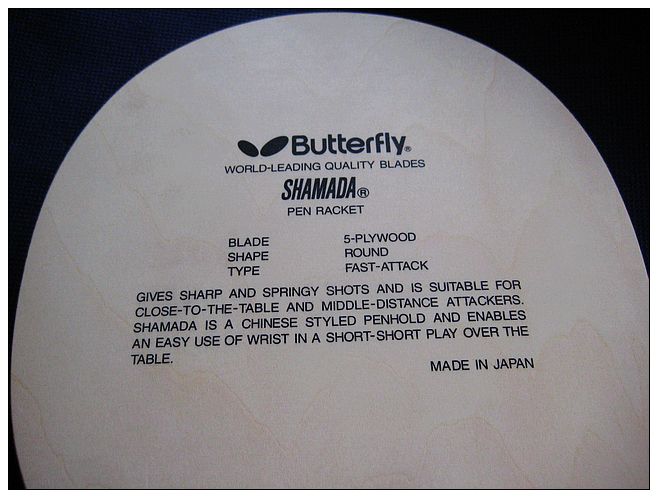 Butterfly®
WORLD-LEADING QUALITY BLADES
SHAMADA®
PEN RACKET
BLADE 5-PLYWOOD
SHAPE ROUND
TYPE FAST-ATTACK
GIVES SHARP AND SPRINGY SHOTS AND IS SUITABLE FOR
CLOSE-TO-THE-TABLE AND MIDDLE-DISTANCE ATTACKERS.
SHAMADA IS A CHINESE STYLED PENHOLD AND ENABLES
AN EASY USE OF WRIST IN A SHORT-SHORT PLAY OVER THE
TABLE.
MADE IN JAPAN